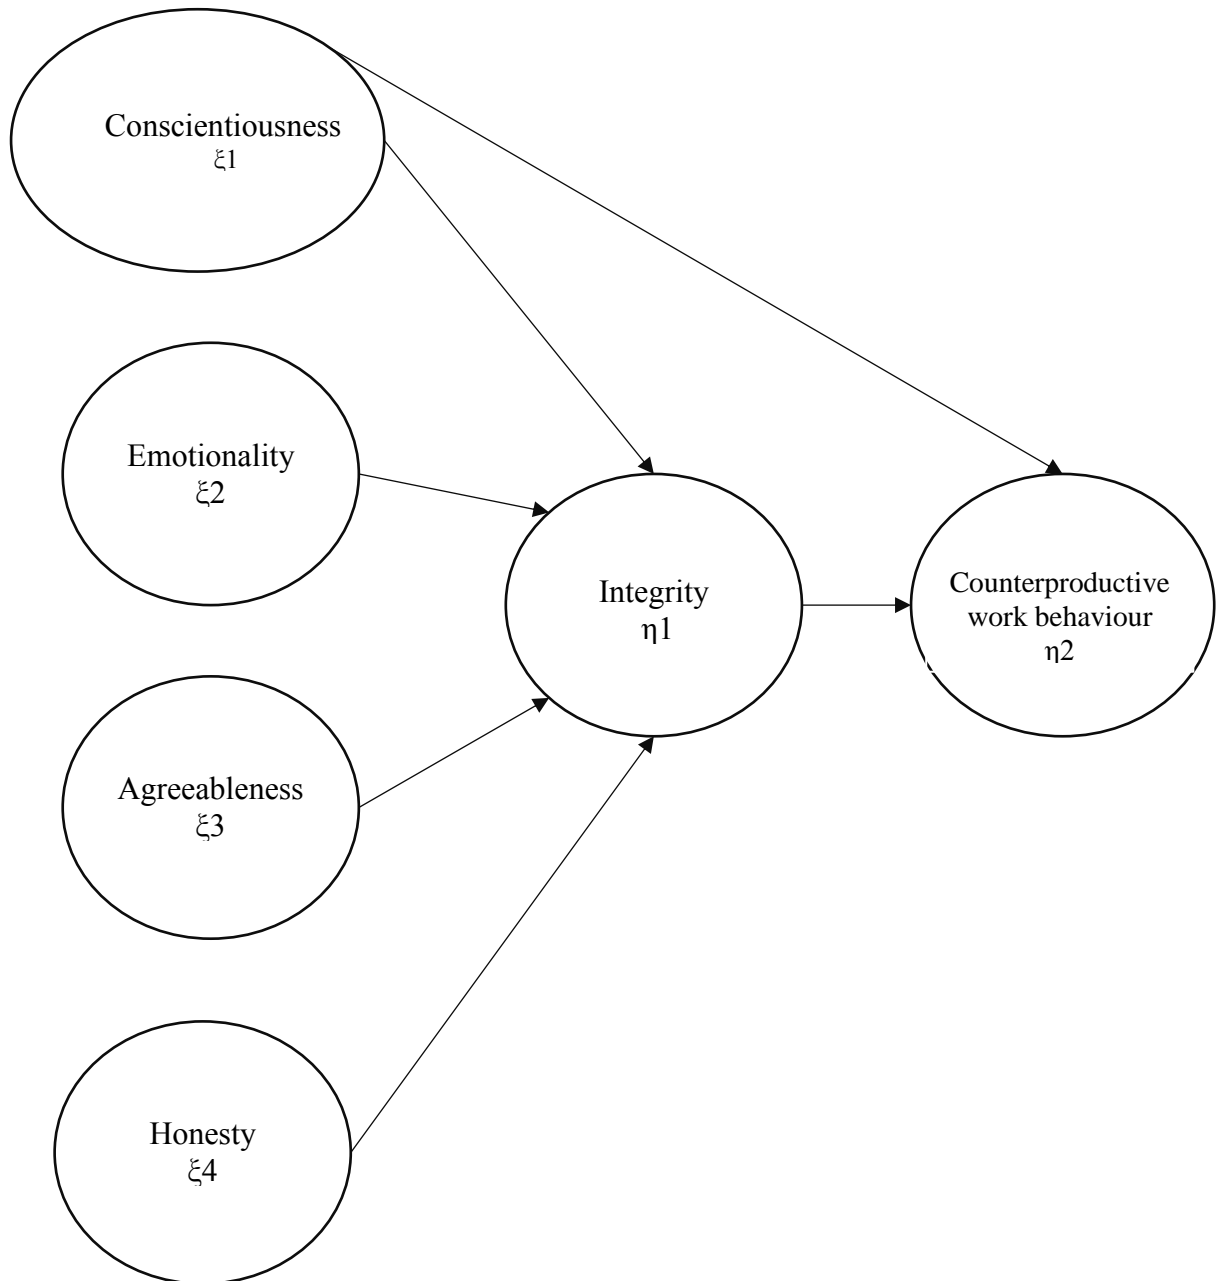 Conscientiousness
ξ1
Emotionality
ξ2
Integrity
η1
Counterproductive
work behaviour
η2
Agreeableness
ξ3
Honesty
ξ4